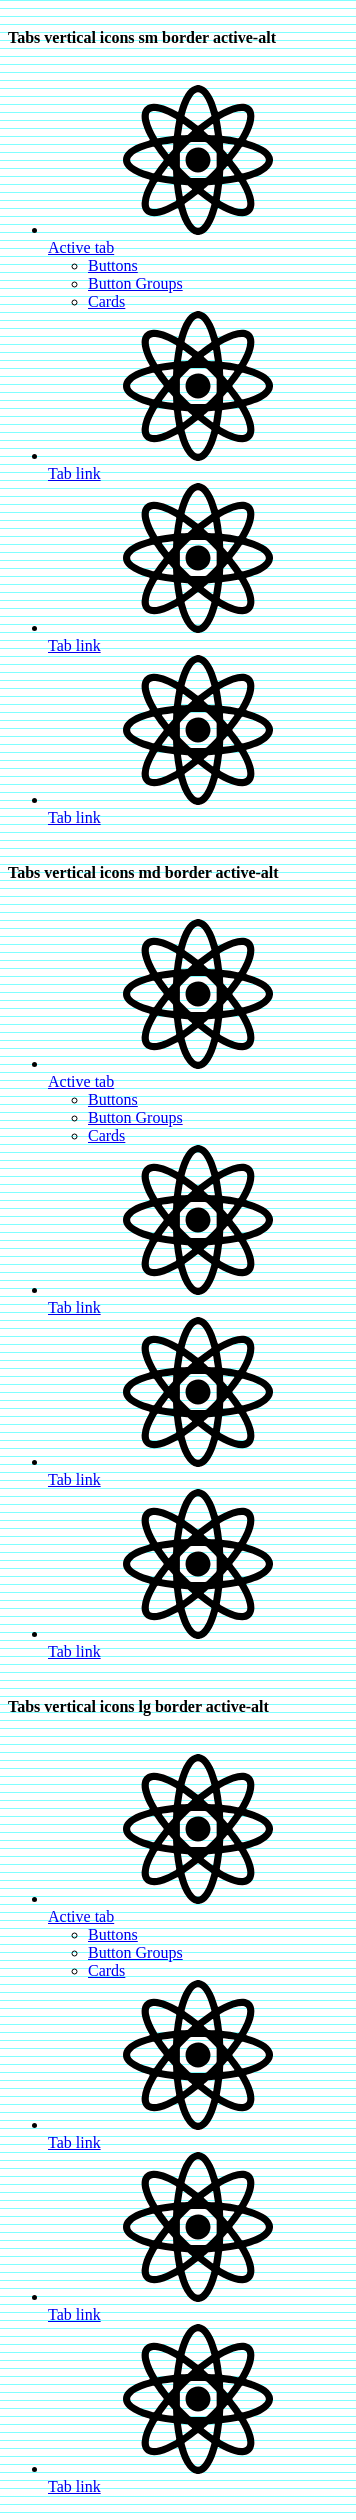 Tabs vertical icons sm border active-alt
Active tab
Buttons
Button Groups
Cards
Tab link
Tab link
Tab link
Tabs vertical icons md border active-alt
Active tab
Buttons
Button Groups
Cards
Tab link
Tab link
Tab link
Tabs vertical icons lg border active-alt
Active tab
Buttons
Button Groups
Cards
Tab link
Tab link
Tab link